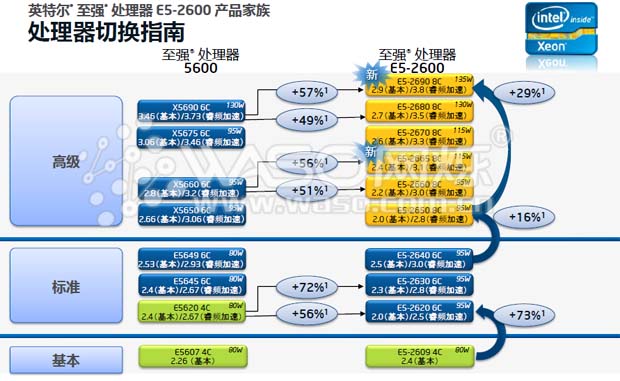 英特尔® 至强® 处理器 E5-2600 产品家族
处理器切换指南
intel inside™
Xeon®
至强® 处理器
5600
至强® 处理器
E5-2600
高级
X5690 6C 130W
3.46(基本)/3.73(睿频加速)
X5675 6C 95W
3.06(基本)/3.46(睿频加速)
X5660 6C 95W
2.8(基本)/3.2(睿频加速)
X5650 6C 95W
2.66(基本)/3.06(睿频加速)
+57%¹
+49%¹
+56%¹
+51%¹
新
E5-2690 8C 135W
2.9(基本)/3.8(睿频加速)
E5-2680 8C 130W
2.7(基本)/3.5(睿频加速)
E5-2670 8C 115W
2.6(基本)/3.3(睿频加速)
新
E5-2665 8C 115W
2.4(基本)/3.1(睿频加速)
E5-2660 8C 95W
2.2(基本)/3.0(睿频加速)
E5-2650 8C 95W
2.0(基本)/2.8(睿频加速)
+29%¹
+16%¹
标准
E5649 6C 80W
2.53(基本)/2.93(睿频加速)
E5645 6C 80W
2.4(基本)/2.67(睿频加速)
E5620 4C 80W
2.4(基本)/2.67(睿频加速)
+72%¹
+56%¹
E5-2640 6C 95W
2.5(基本)/3.0(睿频加速)
E5-2630 6C 95W
2.3(基本)/2.8(睿频加速)
E5-2620 6C 95W
2.0(基本)/2.5(睿频加速)
+73%¹
基本
E5607 4C 80W
2.26 (基本)
E5-2609 4C 80W
2.4(基本)
www.waso.com.cn